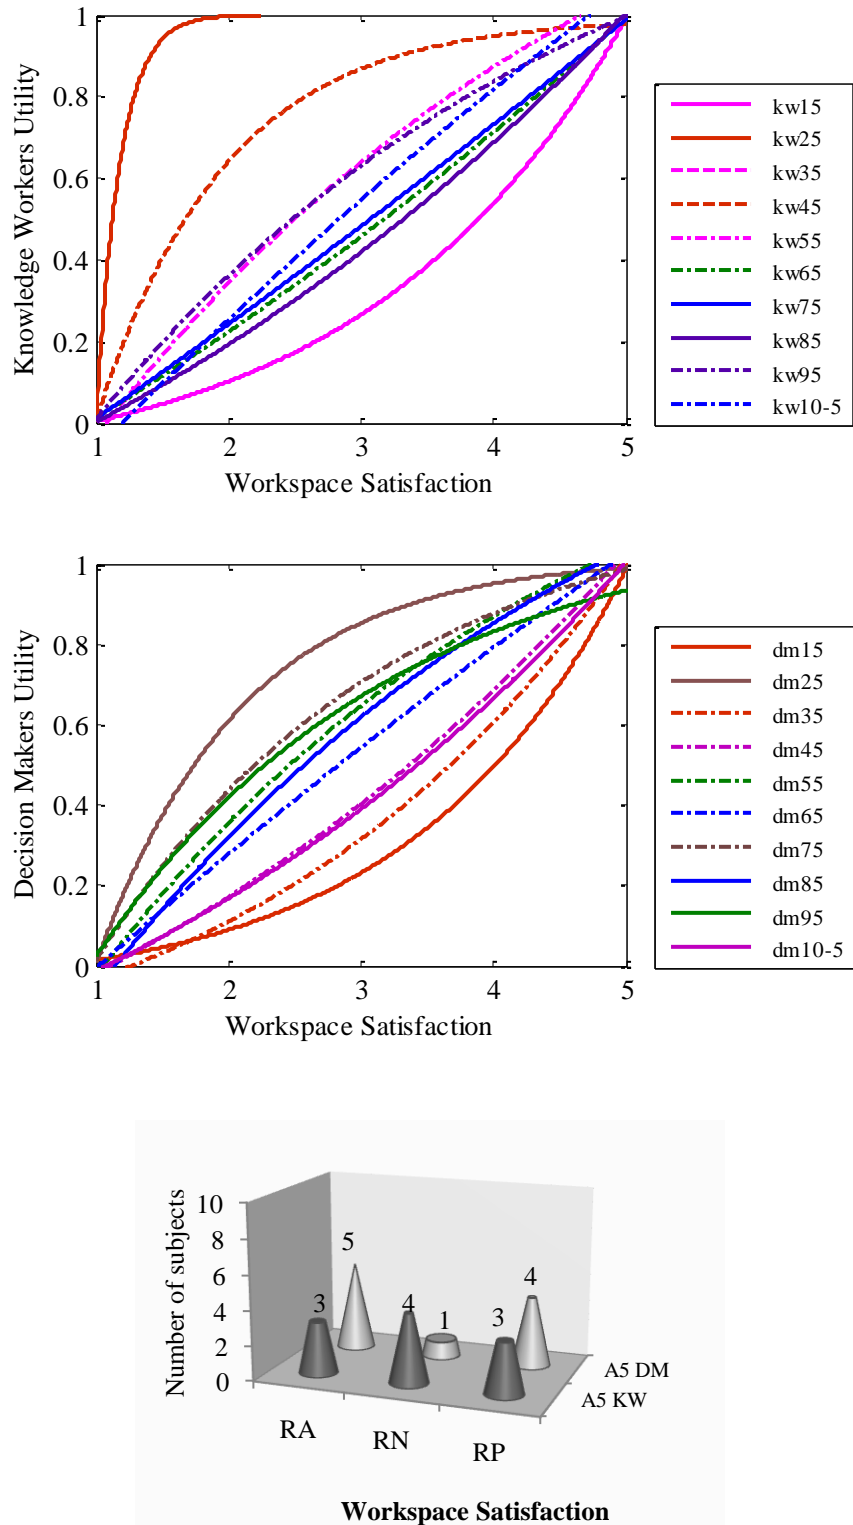 1
0.8
0.6
0.4
0.2
0
Knowledge Workers Utility
1 2 3 4 5
Workspace Satisfaction
kw15
kw25
kw35
kw45
kw55
kw65
kw75
kw85
kw95
kw10-5
1
0.8
0.6
0.4
0.2
0
Decision Makers Utility
1 2 3 4 5
Workspace Satisfaction
dm15
dm25
dm35
dm45
dm55
dm65
dm75
dm85
dm95
dm10-5
10
8
6
4
2
0
Number of subjects
5
4
3
4
1
3
A5 DM
A5 KW
RA
RN
RP
Workspace Satisfaction